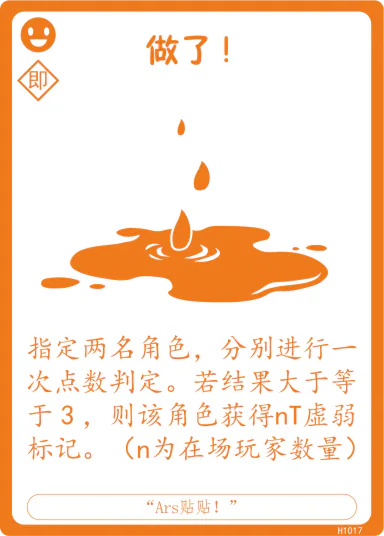 做了!
即
指定两名角色，分别进行一
次点数判定。若结果大于等
于3，则该角色获得nT虚弱
标记。（n为在场玩家数量）
“Ars贴贴！”
H1017